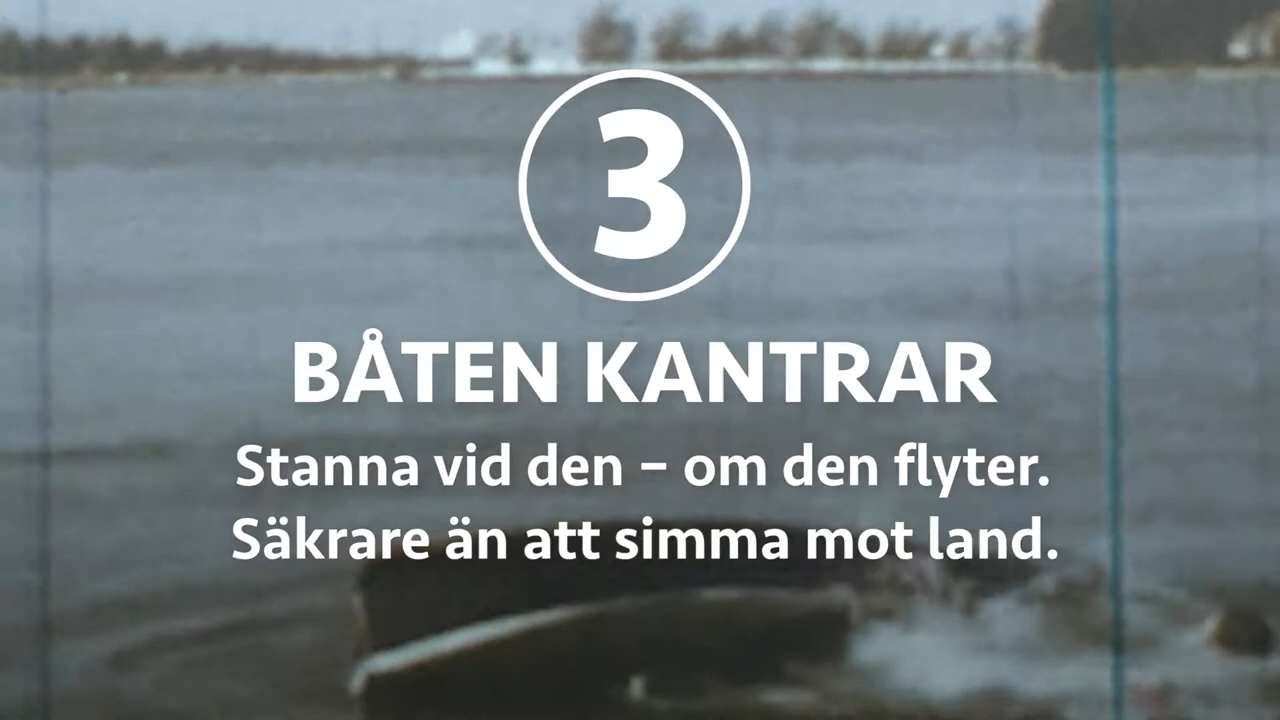 3
BÅTEN KANTRAR
Stanna vid den – om den flyter.
Säkrare än att simma mot land.